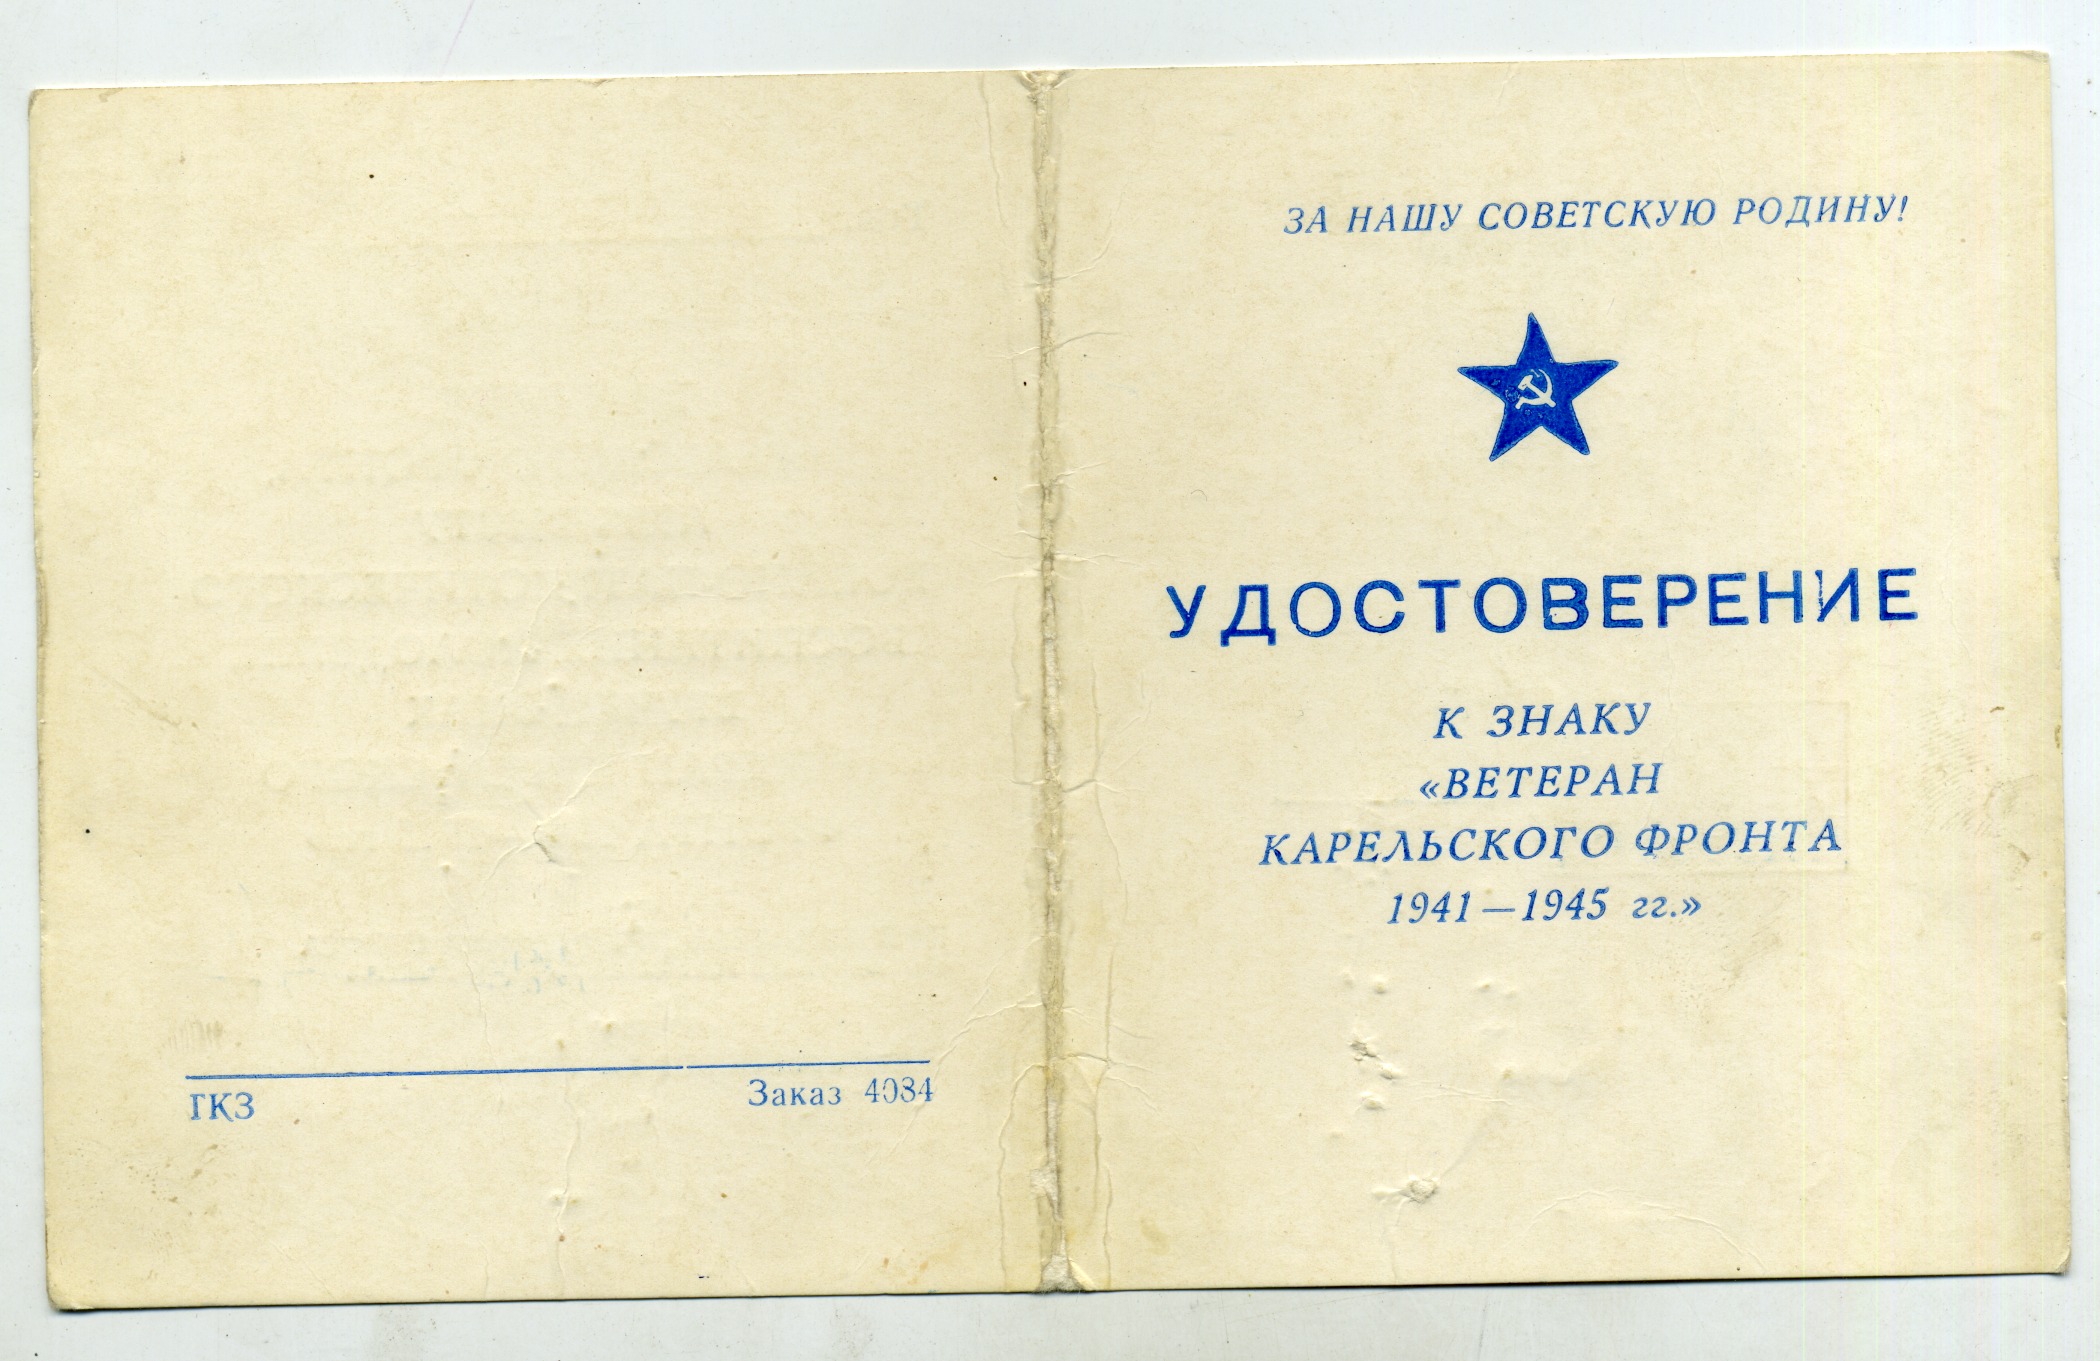 ЗА НАШУ СОВЕТСКУЮ РОДИНУ!
УДОСТОВЕРЕНИЕ
К ЗНАКУ
«ВЕТЕРАН
КАРЕЛЬСКОГО ФРОНТА
1941—1945 гг.»
ГКЗ
Заказ 4084